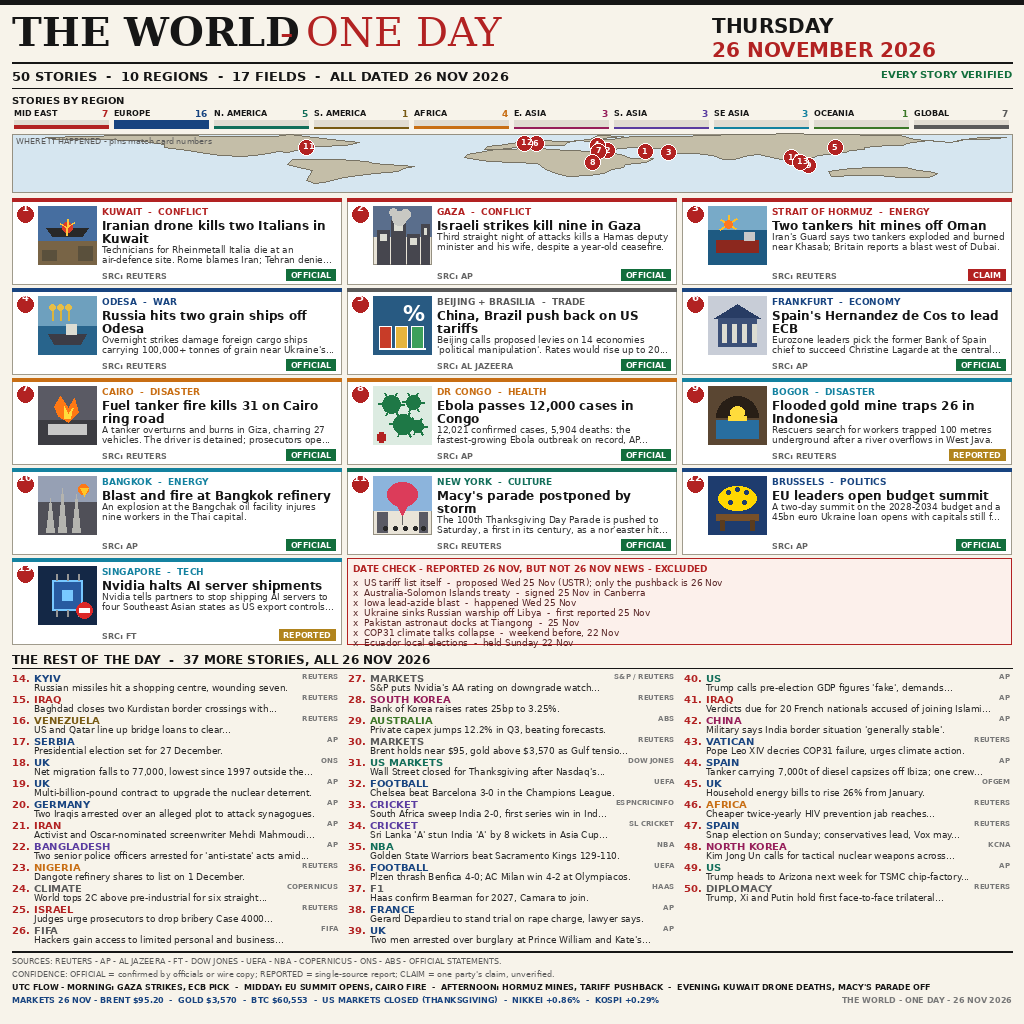 THE WORLD - ONE DAY
THURSDAY
26 NOVEMBER 2026
50 STORIES - 10 REGIONS - 17 FIELDS - ALL DATED 26 NOV 2026
EVERY STORY VERIFIED
STORIES BY REGION
MID EAST 7
EUROPE 16
N. AMERICA 5
S. AMERICA 1
AFRICA 4
E. ASIA 3
S. ASIA 3
SE ASIA 3
OCEANIA 1
GLOBAL 7
WHERE IT HAPPENED - pins match card numbers
11
12
6
7
2
8
1
3
13
9
5
1
KUWAIT - CONFLICT
Iranian drone kills two Italians in
Kuwait
Technicians for Rheinmetall Italia die at an
air-defence site. Rome blames Iran; Tehran denie...
SRC: REUTERS
OFFICIAL
2
GAZA - CONFLICT
Israeli strikes kill nine in Gaza
Third straight night of attacks kills a Hamas deputy
minister and his wife, despite a year-old ceasefire.
SRC: AP
OFFICIAL
3
STRAIT OF HORMUZ - ENERGY
Two tankers hit mines off Oman
Iran's Guard says two tankers exploded and burned
near Khasab; Britain reports a blast west of Dubai.
SRC: REUTERS
CLAIM
4
ODESA - WAR
Russia hits two grain ships off
Odesa
Overnight strikes damage foreign cargo ships
carrying 100,000+ tonnes of grain near Ukraine's...
SRC: REUTERS
OFFICIAL
5
%
BEIJING + BRASILIA - TRADE
China, Brazil push back on US
tariffs
Beijing calls proposed levies on 14 economies
'political manipulation'. Rates would rise up to 20...
SRC: AL JAZEERA
OFFICIAL
6
FRANKFURT - ECONOMY
Spain's Hernandez de Cos to lead
ECB
Eurozone leaders pick the former Bank of Spain
chief to succeed Christine Lagarde at the central...
SRC: AP
OFFICIAL
7
CAIRO - DISASTER
Fuel tanker fire kills 31 on Cairo
ring road
A tanker overturns and burns in Giza, charring 27
vehicles. The driver is detained; prosecutors ope...
SRC: REUTERS
OFFICIAL
8
DR CONGO - HEALTH
Ebola passes 12,000 cases in
Congo
12,021 confirmed cases, 5,904 deaths: the
fastest-growing Ebola outbreak on record, AP...
SRC: AP
OFFICIAL
9
BOGOR - DISASTER
Flooded gold mine traps 26 in
Indonesia
Rescuers search for workers trapped 100 metres
underground after a river overflows in West Java.
SRC: REUTERS
REPORTED
10
BANGKOK - ENERGY
Blast and fire at Bangkok refinery
An explosion at the Bangchak oil facility injures
nine workers in the Thai capital.
SRC: AP
OFFICIAL
11
NEW YORK - CULTURE
Macy's parade postponed by
storm
The 100th Thanksgiving Day Parade is pushed to
Saturday, a first in its century, as a nor'easter hit...
SRC: REUTERS
OFFICIAL
12
BRUSSELS - POLITICS
EU leaders open budget summit
A two-day summit on the 2028-2034 budget and a
45bn euro Ukraine loan opens with capitals still f...
SRC: AP
OFFICIAL
13
SINGAPORE - TECH
Nvidia halts AI server shipments
Nvidia tells partners to stop shipping AI servers to
four Southeast Asian states as US export controls...
SRC: FT
REPORTED
DATE CHECK - REPORTED 26 NOV, BUT NOT 26 NOV NEWS - EXCLUDED
x US tariff list itself - proposed Wed 25 Nov (USTR); only the pushback is 26 Nov
x Australia-Solomon Islands treaty - signed 25 Nov in Canberra
x Iowa lead-azide blast - happened Wed 25 Nov
x Ukraine sinks Russian warship off Libya - first reported 25 Nov
x Pakistan astronaut docks at Tiangong - 25 Nov
x COP31 climate talks collapse - weekend before, 22 Nov
x Ecuador local elections - held Sunday 22 Nov
THE REST OF THE DAY - 37 MORE STORIES, ALL 26 NOV 2026
14. KYIV REUTERS
Russian missiles hit a shopping centre, wounding seven.
15. IRAQ REUTERS
Baghdad closes two Kurdistan border crossings with...
16. VENEZUELA REUTERS
US and Qatar line up bridge loans to clear...
17. SERBIA AP
Presidential election set for 27 December.
18. UK ONS
Net migration falls to 77,000, lowest since 1997 outside the...
19. UK AP
Multi-billion-pound contract to upgrade the nuclear deterrent.
20. GERMANY AP
Two Iraqis arrested over an alleged plot to attack synagogues.
21. IRAN AP
Activist and Oscar-nominated screenwriter Mehdi Mahmoudi...
22. BANGLADESH AP
Two senior police officers arrested for 'anti-state' acts amid...
23. NIGERIA REUTERS
Dangote refinery shares to list on 1 December.
24. CLIMATE COPERNICUS
World tops 2C above pre-industrial for six straight...
25. ISRAEL REUTERS
Judges urge prosecutors to drop bribery Case 4000...
26. FIFA FIFA
Hackers gain access to limited personal and business...
27. MARKETS S&P / REUTERS
S&P puts Nvidia's AA rating on downgrade watch...
28. SOUTH KOREA REUTERS
Bank of Korea raises rates 25bp to 3.25%.
29. AUSTRALIA ABS
Private capex jumps 12.2% in Q3, beating forecasts.
30. MARKETS REUTERS
Brent holds near $95, gold above $3,570 as Gulf tensio...
31. US MARKETS DOW JONES
Wall Street closed for Thanksgiving after Nasdaq's...
32. FOOTBALL UEFA
Chelsea beat Barcelona 3-0 in the Champions League.
33. CRICKET ESPNCRICINFO
South Africa sweep India 2-0, first series win in Ind...
34. CRICKET SL CRICKET
Sri Lanka 'A' stun India 'A' by 8 wickets in Asia Cup...
35. NBA NBA
Golden State Warriors beat Sacramento Kings 129-110.
36. FOOTBALL UEFA
Plzen thrash Benfica 4-0; AC Milan win 4-2 at Olympiacos.
37. F1 HAAS
Haas confirm Bearman for 2027, Camara to join.
38. FRANCE AP
Gerard Depardieu to stand trial on rape charge, lawyer says.
39. UK AP
Two men arrested over burglary at Prince William and Kate's...
40. US AP
Trump calls pre-election GDP figures 'fake', demands...
41. IRAQ AP
Verdicts due for 20 French nationals accused of joining Islami...
42. CHINA AP
Military says India border situation 'generally stable'.
43. VATICAN REUTERS
Pope Leo XIV decries COP31 failure, urges climate action.
44. SPAIN AP
Tanker carrying 7,000t of diesel capsizes off Ibiza; one crew...
45. UK OFGEM
Household energy bills to rise 26% from January.
46. AFRICA REUTERS
Cheaper twice-yearly HIV prevention jab reaches...
47. SPAIN REUTERS
Snap election on Sunday; conservatives lead, Vox may...
48. NORTH KOREA KCNA
Kim Jong Un calls for tactical nuclear weapons across...
49. US AP
Trump heads to Arizona next week for TSMC chip-factory...
50. DIPLOMACY REUTERS
Trump, Xi and Putin hold first face-to-face trilateral...
SOURCES: REUTERS - AP - AL JAZEERA - FT - DOW JONES - UEFA - NBA - COPERNICUS - ONS - ABS - OFFICIAL STATEMENTS.
CONFIDENCE: OFFICIAL = confirmed by officials or wire copy; REPORTED = single-source report; CLAIM = one party's claim, unverified.
UTC FLOW - MORNING: GAZA STRIKES, ECB PICK - MIDDAY: EU SUMMIT OPENS, CAIRO FIRE - AFTERNOON: HORMUZ MINES, TARIFF PUSHBACK - EVENING: KUWAIT DRONE DEATHS, MACY'S PARADE OFF
MARKETS 26 NOV - BRENT $95.20 - GOLD $3,570 - BTC $60,553 - US MARKETS CLOSED (THANKSGIVING) - NIKKEI +0.86% - KOSPI +0.29%
THE WORLD - ONE DAY - 26 NOV 2026